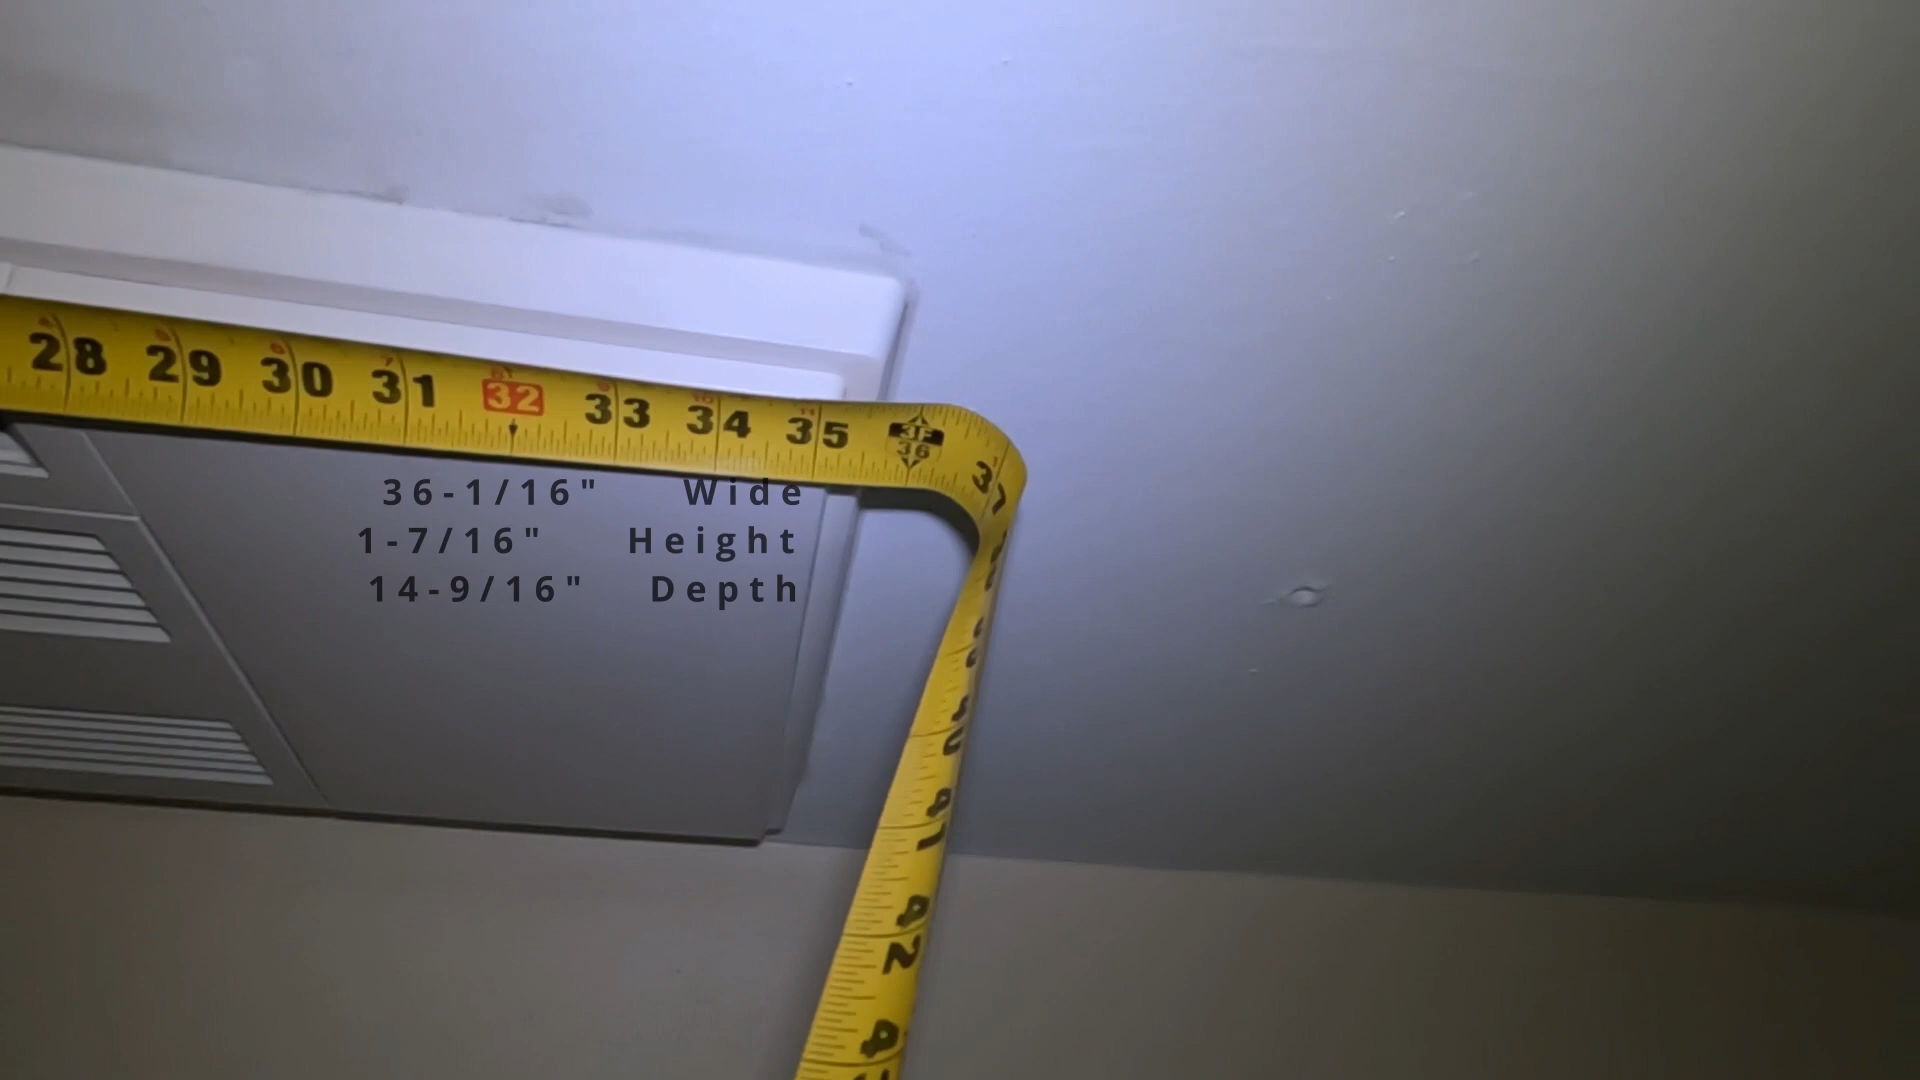 28 29 30 31 32 33 34 35 3F 36 37
36-1/16" Wide
1-7/16" Height
14-9/16" Depth
40
41
42